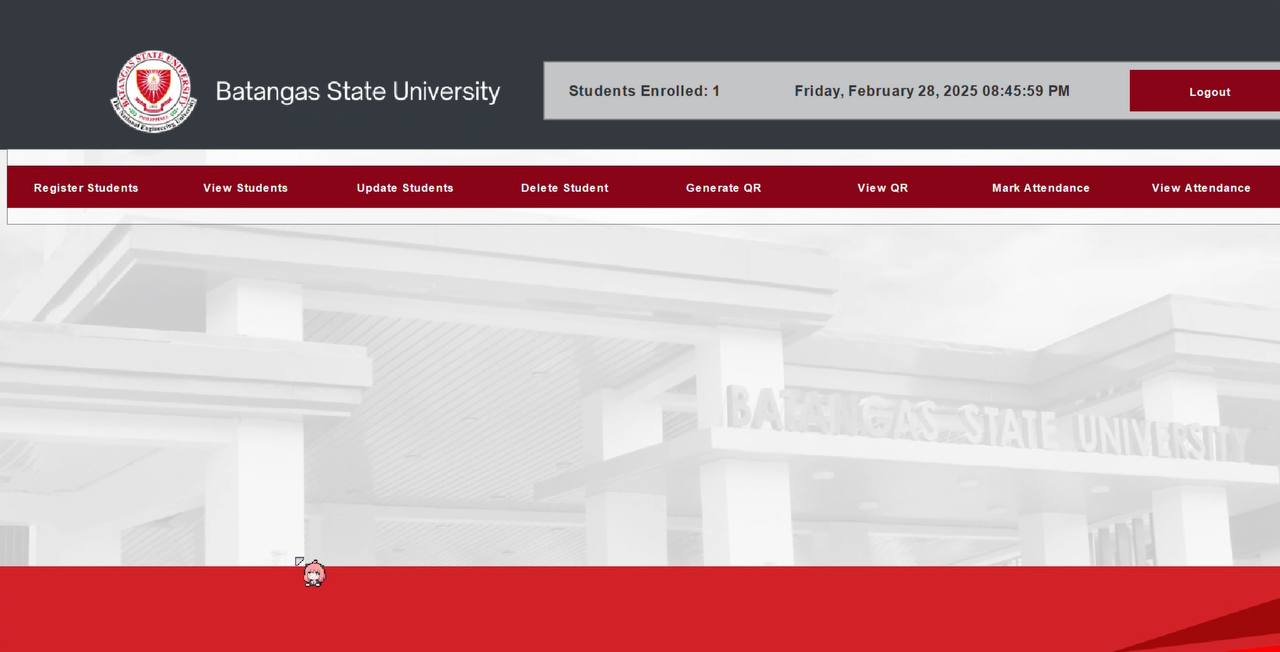 BATANGAS STATE UNIVERSITY
The National Engineering University
PHILIPPINES
Batangas State University
Students Enrolled: 1
Friday, February 28, 2025 08:45:59 PM
Logout
Register Students
View Students
Update Students
Delete Student
Generate QR
View QR
Mark Attendance
View Attendance
BATANGAS STATE UNIVERSITY